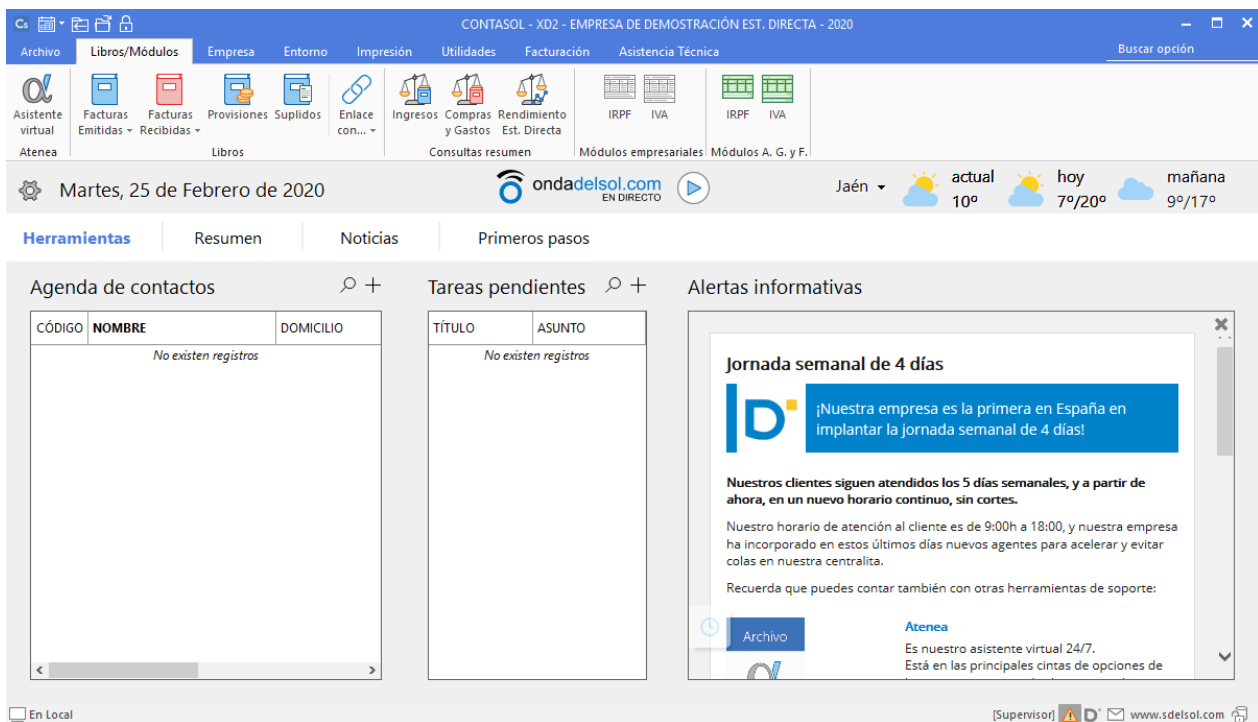 Cs
CONTASOL - XD2 - EMPRESA DE DEMOSTRACIÓN EST. DIRECTA - 2020
Archivo Libros/Módulos Empresa Entorno Impresión Utilidades Facturación Asistencia Técnica Buscar opción
Asistente Facturas Facturas Provisiones Suplidos Enlace Ingresos Compras Rendimiento IRPF IVA IRPF IVA
virtual Emitidas Recibidas con... y Gastos Est. Directa
Atenea Libros Consultas resumen Módulos empresariales Módulos A. G. y F.
Martes, 25 de Febrero de 2020
ondadelsol.com
EN DIRECTO
Jaén actual hoy mañana
10º 7º/20º 9º/17º
Herramientas Resumen Noticias Primeros pasos
Agenda de contactos Tareas pendientes Alertas informativas
CÓDIGO NOMBRE DOMICILIO TÍTULO ASUNTO
No existen registros No existen registros
Jornada semanal de 4 días
D
¡Nuestra empresa es la primera en España en
implantar la jornada semanal de 4 días!
Nuestros clientes siguen atendidos los 5 días semanales, y a partir de
ahora, en un nuevo horario continuo, sin cortes.
Nuestro horario de atención al cliente es de 9:00h a 18:00, y nuestra empresa
ha incorporado en estos últimos días nuevos agentes para acelerar y evitar
colas en nuestra centralita.
Recuerda que puedes contar también con otras herramientas de soporte:
Archivo
Atenea
Es nuestro asistente virtual 24/7.
Está en las principales cintas de opciones de
En Local [Supervisor] D www.sdelsol.com